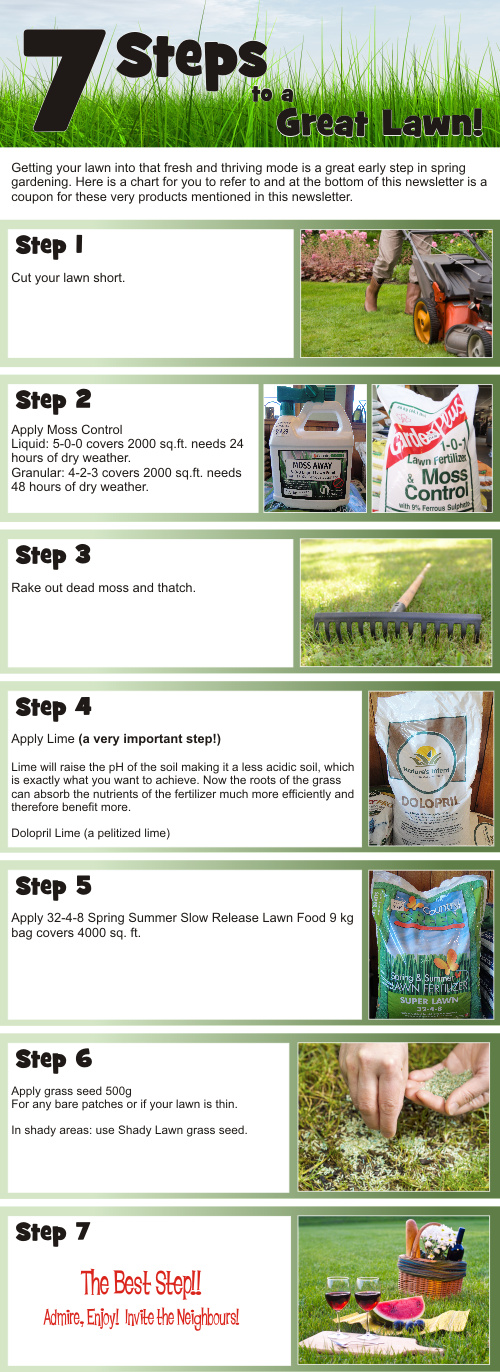 7 Steps
to a
Great Lawn!
Getting your lawn into that fresh and thriving mode is a great early step in spring
gardening. Here is a chart for you to refer to and at the bottom of this newsletter is a
coupon for these very products mentioned in this newsletter.
Step 1
Cut your lawn short.
Step 2
Apply Moss Control
Liquid: 5-0-0 covers 2000 sq.ft. needs 24
hours of dry weather.
Granular: 4-2-3 covers 2000 sq.ft. needs
48 hours of dry weather.
MOSS AWAY
Lawn Fertilizer
& Moss
Control
with 9% Ferrous Sulphate
Step 3
Rake out dead moss and thatch.
Step 4
Apply Lime (a very important step!)
Lime will raise the pH of the soil making it a less acidic soil, which
is exactly what you want to achieve. Now the roots of the grass
can absorb the nutrients of the fertilizer much more efficiently and
therefore benefit more.
Dolopril Lime (a pelitized lime)
Nature's Intent
DOLOPRIL
Step 5
Apply 32-4-8 Spring Summer Slow Release Lawn Food 9 kg
bag covers 4000 sq. ft.
Spring & Summer
LAWN FERTILIZER
SUPER LAWN
32-4-8
Step 6
Apply grass seed 500g
For any bare patches or if your lawn is thin.
In shady areas: use Shady Lawn grass seed.
Step 7
The Best Step!!
Admire, Enjoy! Invite the Neighbours!